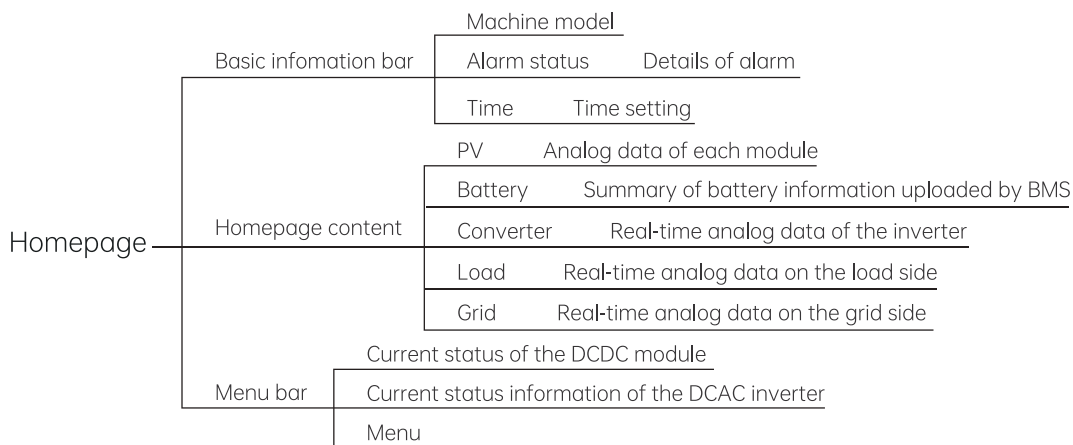 Machine model
Basic infomation bar
Alarm status Details of alarm
Time Time setting
PV Analog data of each module
Battery Summary of battery information uploaded by BMS
Homepage
Homepage content
Converter Real-time analog data of the inverter
Load Real-time analog data on the load side
Grid Real-time analog data on the grid side
Current status of the DCDC module
Menu bar
Current status information of the DCAC inverter
Menu